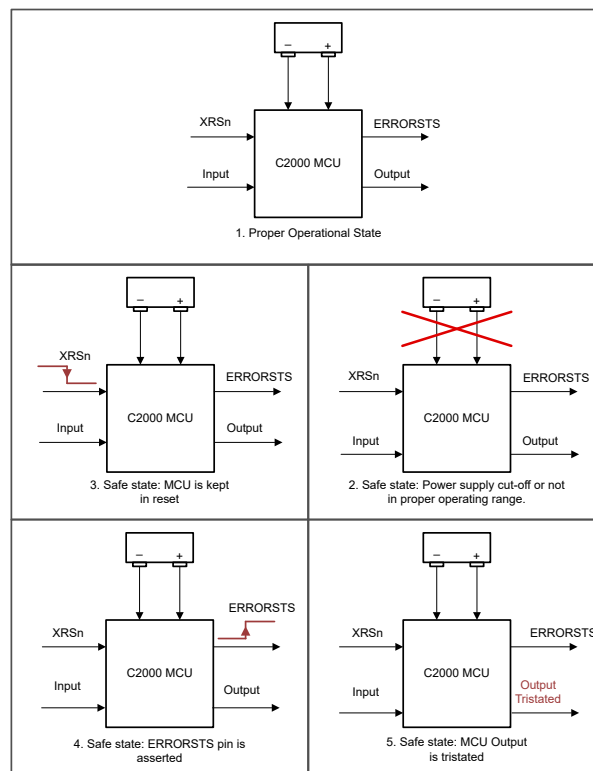 − +
XRSn
ERRORSTS
C2000 MCU
Input
Output
1. Proper Operational State
− +
XRSn
ERRORSTS
C2000 MCU
Input
Output
3. Safe state: MCU is kept
in reset
− +
XRSn
ERRORSTS
C2000 MCU
Input
Output
2. Safe state: Power supply cut-off or not
in proper operating range.
− +
ERRORSTS
XRSn
C2000 MCU
Input
Output
4. Safe state: ERRORSTS pin is
asserted
− +
XRSn
ERRORSTS
C2000 MCU
Input
Output
Tristated
5. Safe state: MCU Output
is tristated